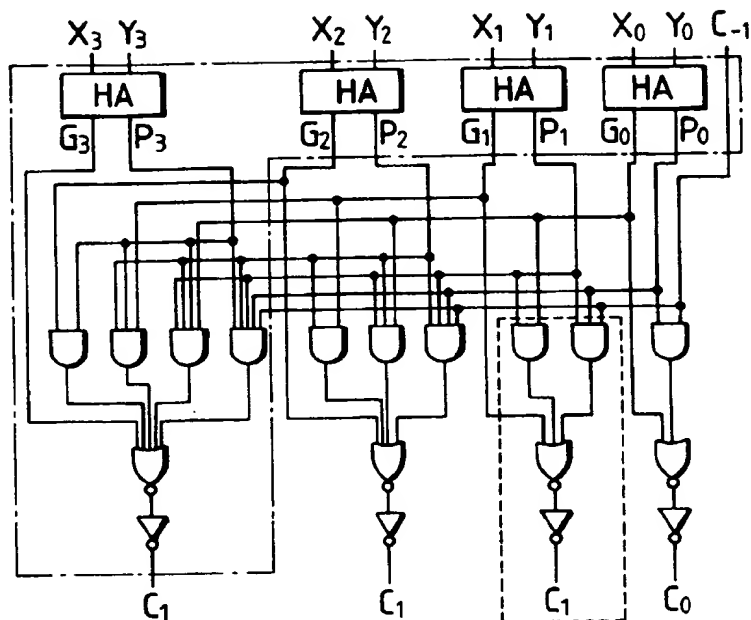 X3 Y3 X2 Y2 X1 Y1 X0 Y0 C-1
HA HA HA HA
G3 P3 G2 P2 G1 P1 G0 P0
C1 C1 C1 C0